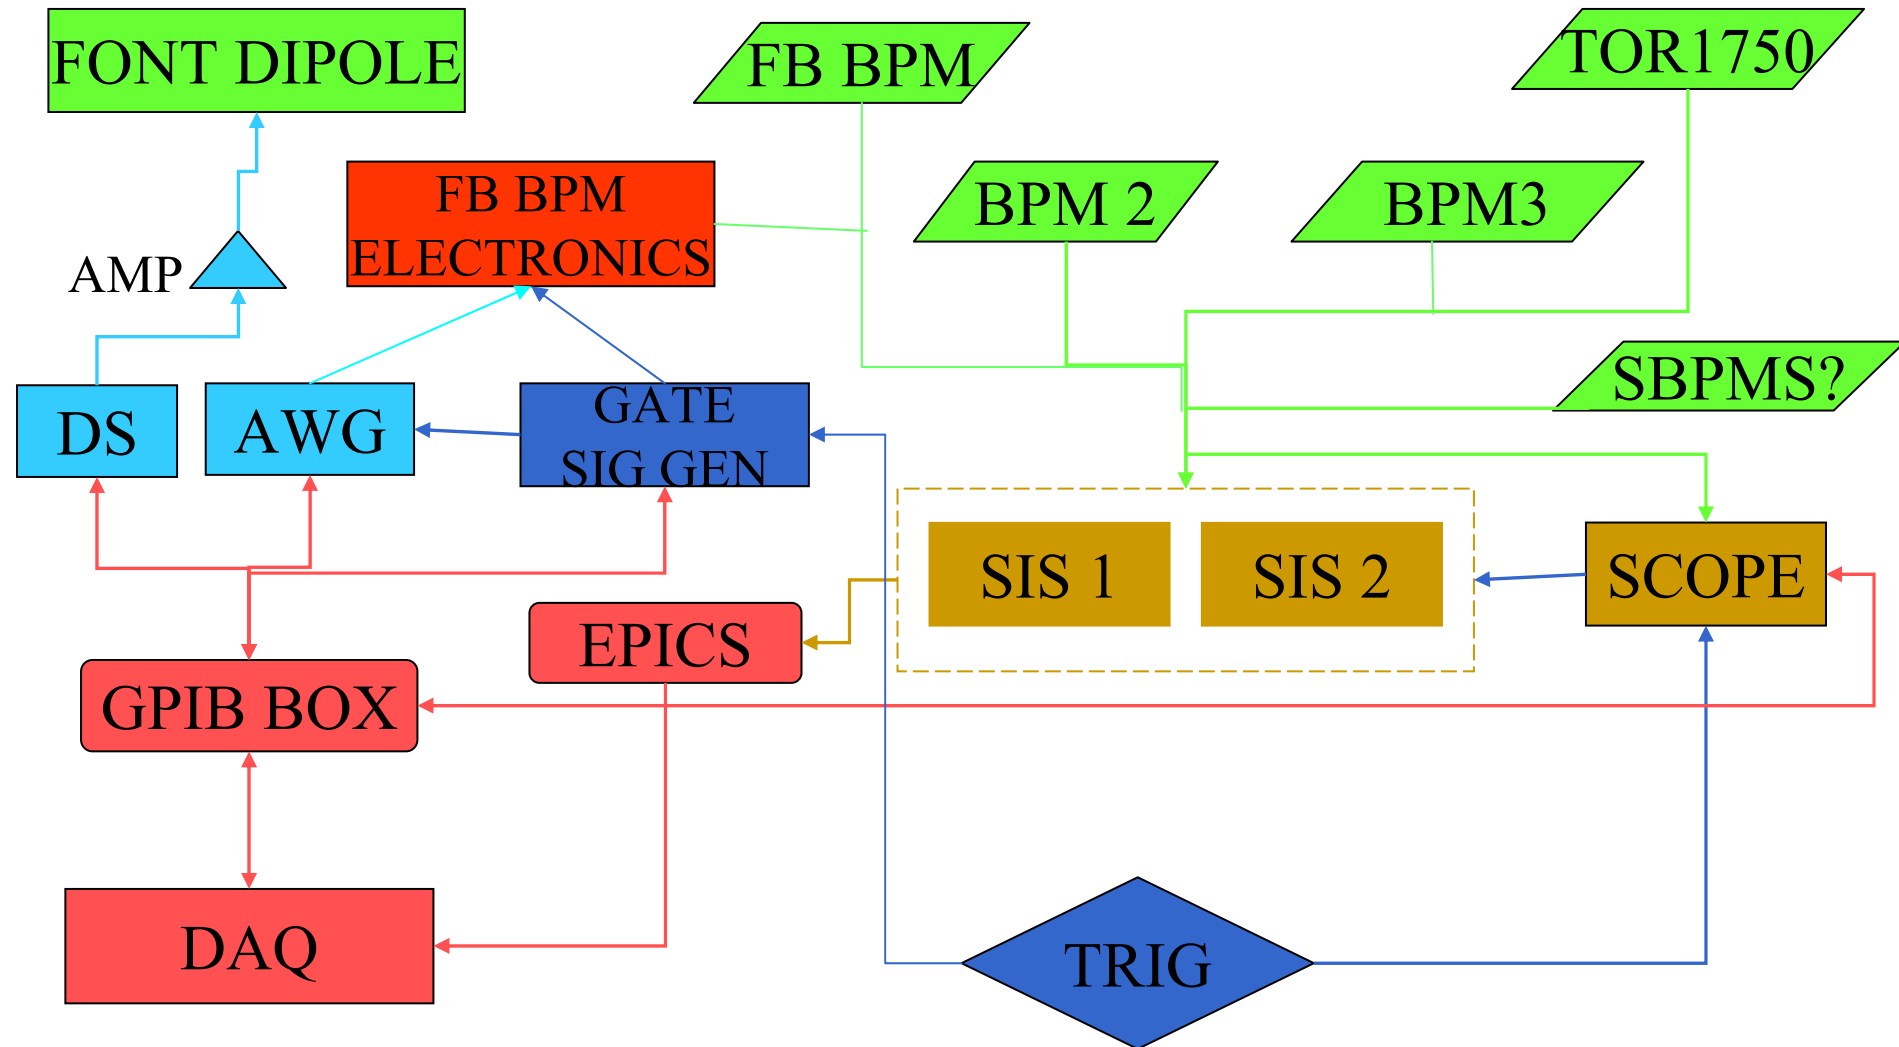 FONT DIPOLE
FB BPM
TOR1750
FB BPM
ELECTRONICS
BPM 2
BPM3
AMP
SBPMS?
DS
AWG
GATE
SIG GEN
SIS 1
SIS 2
SCOPE
EPICS
GPIB BOX
DAQ
TRIG